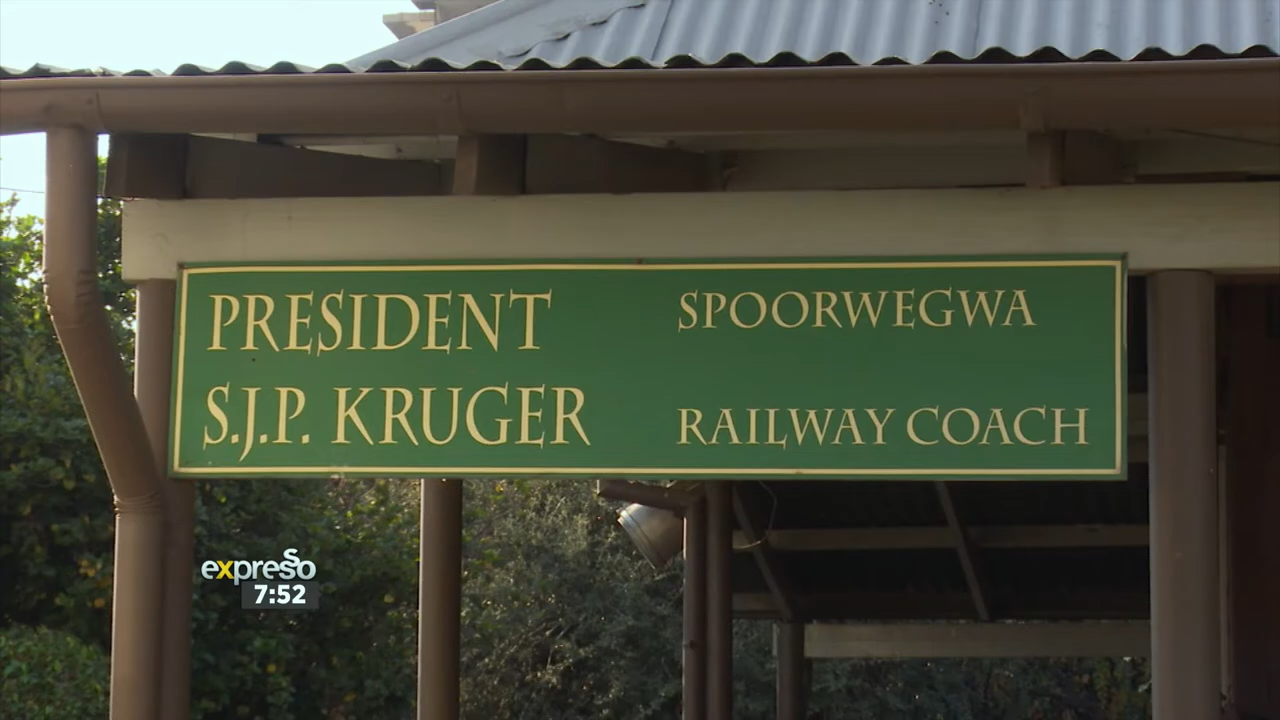 PRESIDENT
S.J.P. KRUGER
SPOORWEGWA
RAILWAY COACH
expresso
7:52